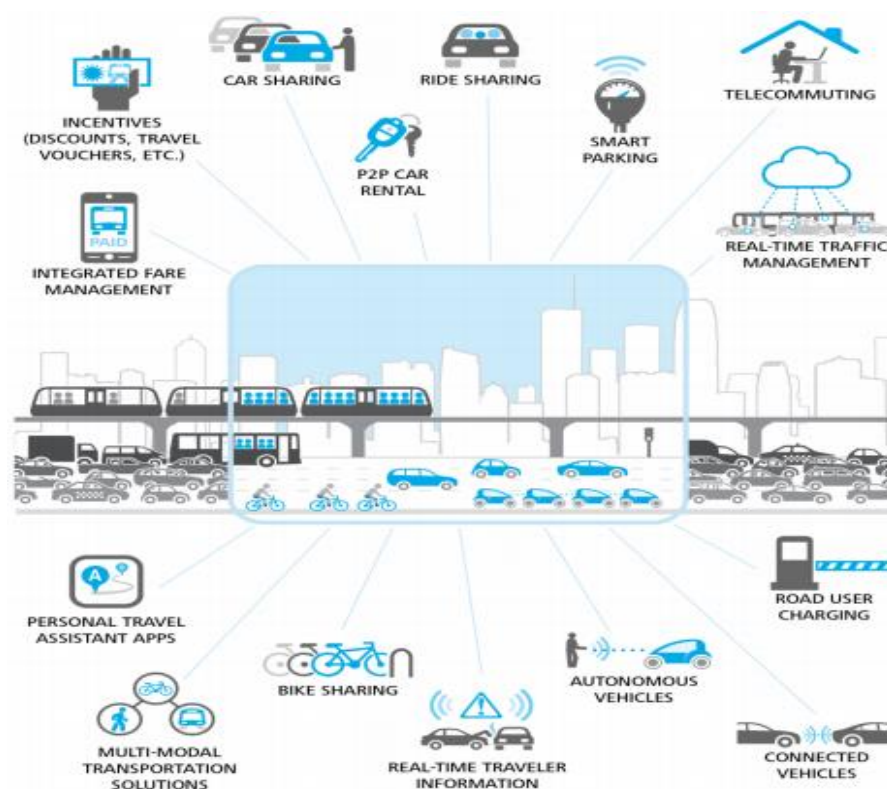 CAR SHARING
RIDE SHARING
TELECOMMUTING
INCENTIVES
(DISCOUNTS, TRAVEL
VOUCHERS, ETC.)
P2P CAR
RENTAL
SMART
PARKING
PAID
INTEGRATED FARE
MANAGEMENT
REAL-TIME TRAFFIC
MANAGEMENT
A
PERSONAL TRAVEL
ASSISTANT APPS
BIKE SHARING
AUTONOMOUS
VEHICLES
ROAD USER
CHARGING
MULTI-MODAL
TRANSPORTATION
SOLUTIONS
REAL-TIME TRAVELER
INFORMATION
CONNECTED
VEHICLES